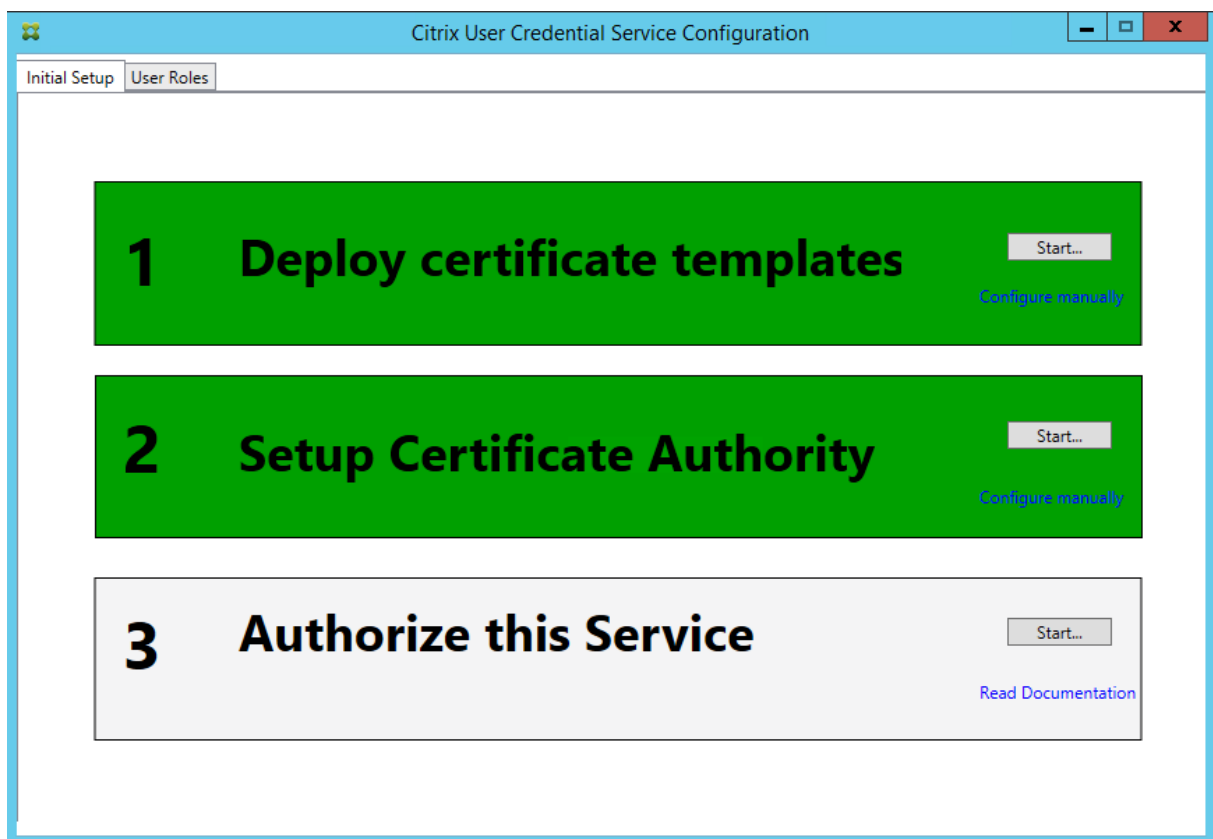 Citrix User Credential Service Configuration
Initial Setup User Roles
1 Deploy certificate templates Start...
Configure manually
2 Setup Certificate Authority Start...
Configure manually
3 Authorize this Service Start...
Read Documentation